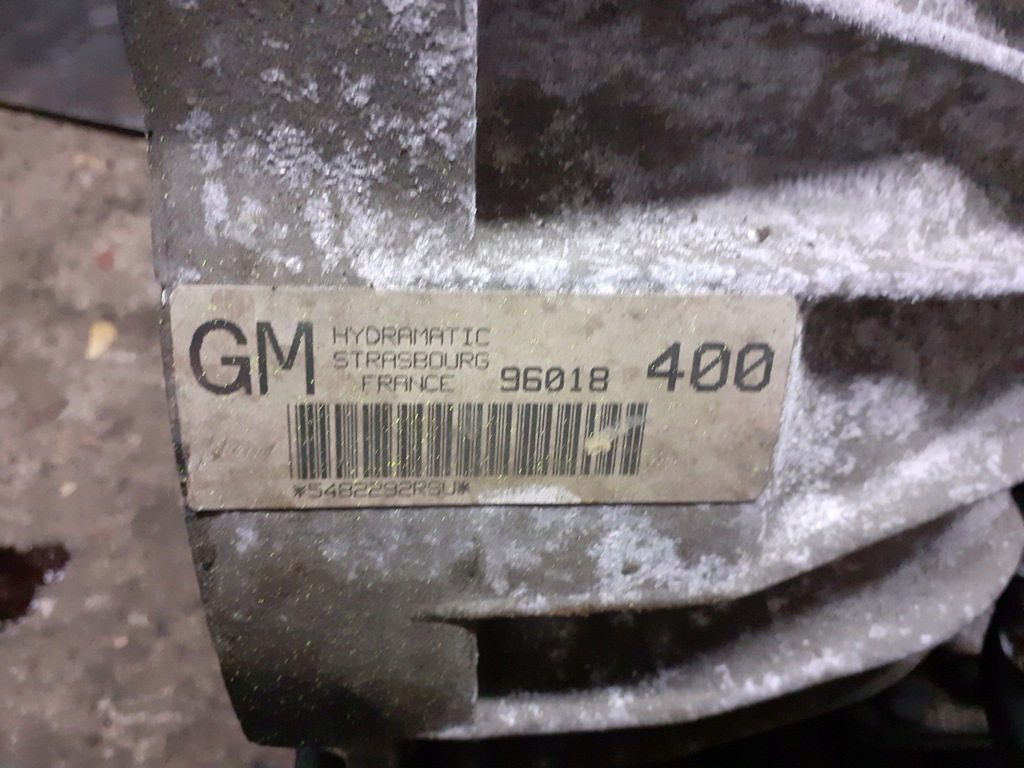 GM HYDRAMATIC
STRASBOURG
FRANCE 96018 400
*5482292RSU*